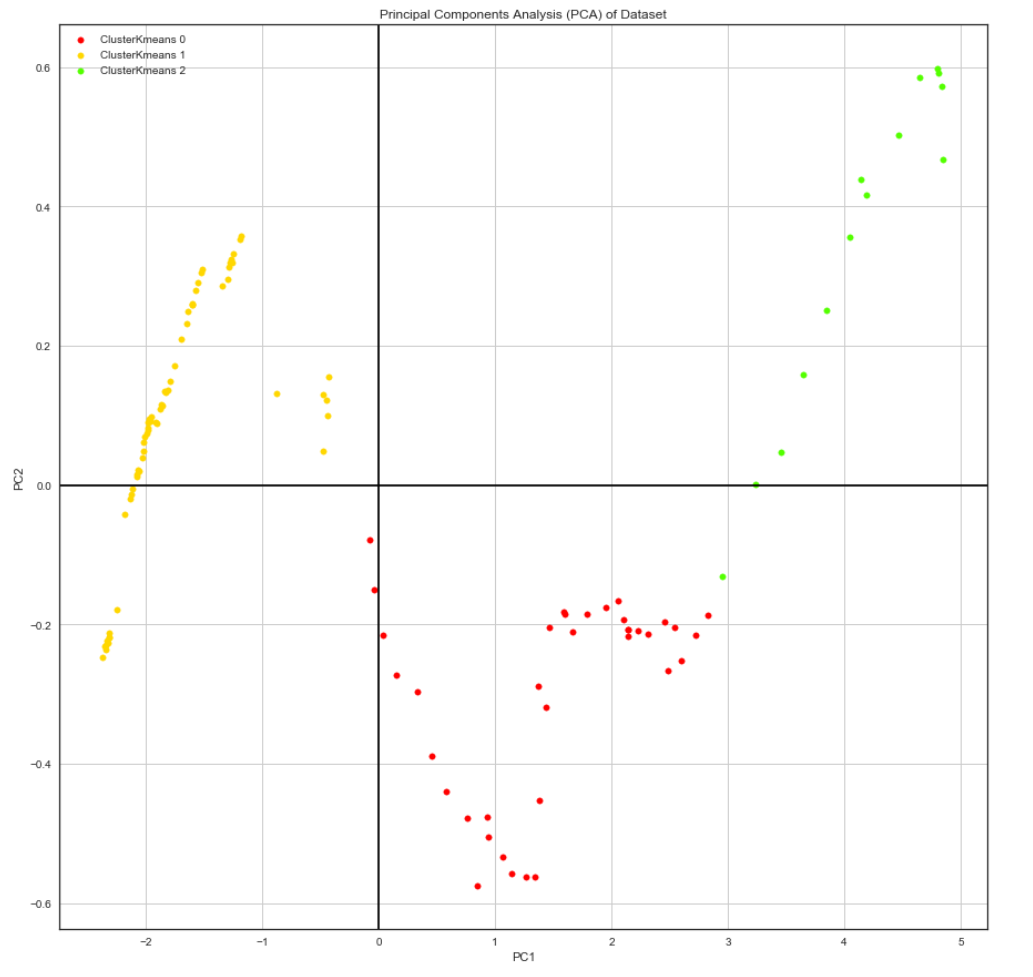 Principal Components Analysis (PCA) of Dataset
ClusterKmeans 0
ClusterKmeans 1
ClusterKmeans 2
0.6
0.4
0.2
0.0
−0.2
−0.4
−0.6
PC2
−2 −1 0 1 2 3 4 5
PC1